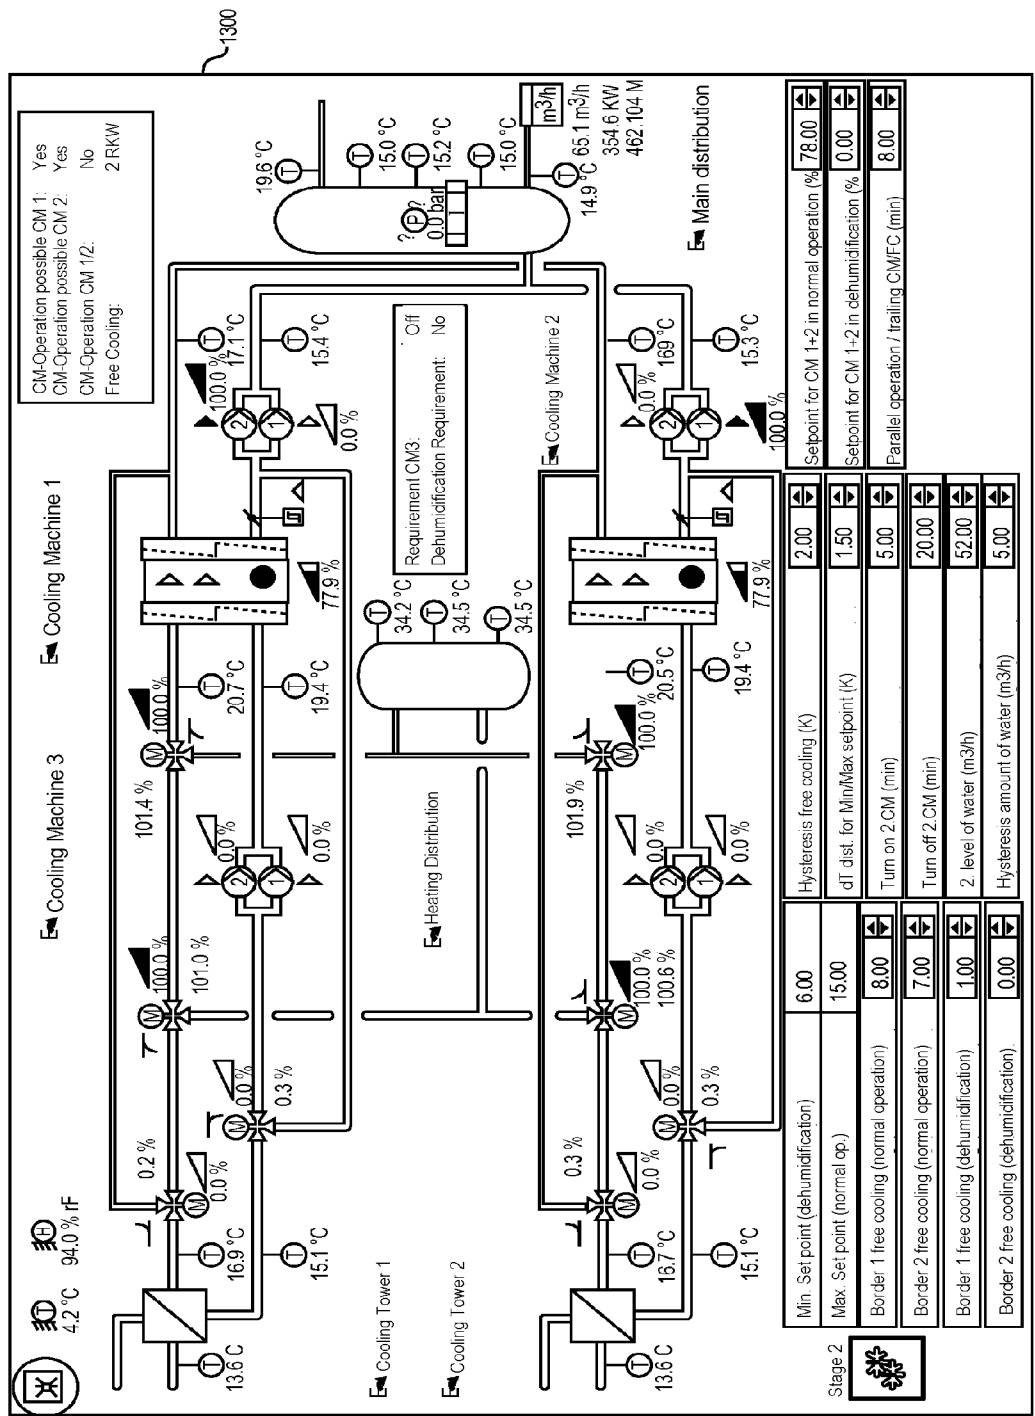 1300
CM-Operation possible CM 1: Yes
CM-Operation possible CM 2: Yes
CM-Operation CM 1/2: No
Free Cooling: 2 RKW
T 4.2 °C
H 94.0 % rF
Cooling Machine 3
Cooling Machine 1
T 13.6 C
T 16.9 °C
T 15.1 °C
0.2 %
M 0.0 %
M 0.0 %
0.3 %
M 100.0 %
101.0 %
2 0.0 %
1 0.0 %
101.4 %
M 100.0 %
T 20.7 °C
T 19.4 °C
77.9 %
2 100.0 %
1 0.0 %
T 17.1 °C
T 15.4°C
T 19.6 °C
T 15.0 °C
T 15.2 °C
T 15.0 °C
T 14.9 °C
? P ?
0.0 bar
m3/h
65.1 m3/h
354.6 KW
462.104 M
Main distribution
Requirement CM3: Off
Dehumidification Requirement: No
T 34.2 °C
T 34.5 °C
T 34.5 °C
Heating Distribution
Cooling Tower 1
Cooling Tower 2
Cooling Machine 2
T 13.6 C
T 16.7 °C
T 15.1 °C
0.3 %
M 0.0 %
M 0.0 %
0.3 %
M 100.0 %
100.6 %
2 0.0 %
1 0.0 %
101.9 %
M 100.0 %
T 20.5 °C
T 19.4 °C
77.9 %
2 0.0 %
1 100.0 %
T 169 °C
T 15.3°C
Stage 2
Min. Set point (dehumidification) 6.00
Max. Set point (normal op.) 15.00
Border 1 free cooling (normal operation) 8.00
Border 2 free cooling (normal operation) 7.00
Border 1 free cooling (dehumidification) 1.00
Border 2 free cooling (dehumidification). 0.00
Hysteresis free cooling (K) 2.00
dT dist. for Min/Max setpoint (K) 1.50
Turn on 2.CM (min) 5.00
Turn off 2.CM (min) 20.00
2. level of water (m3/h) 52.00
Hysteresis amount of water (m3/h) 5.00
Setpoint for CM 1+2 in normal operation (% 78.00
Setpoint for CM 1+2 in dehumidification (% 0.00
Parallel operation / trailing CM/FC (min) 8.00